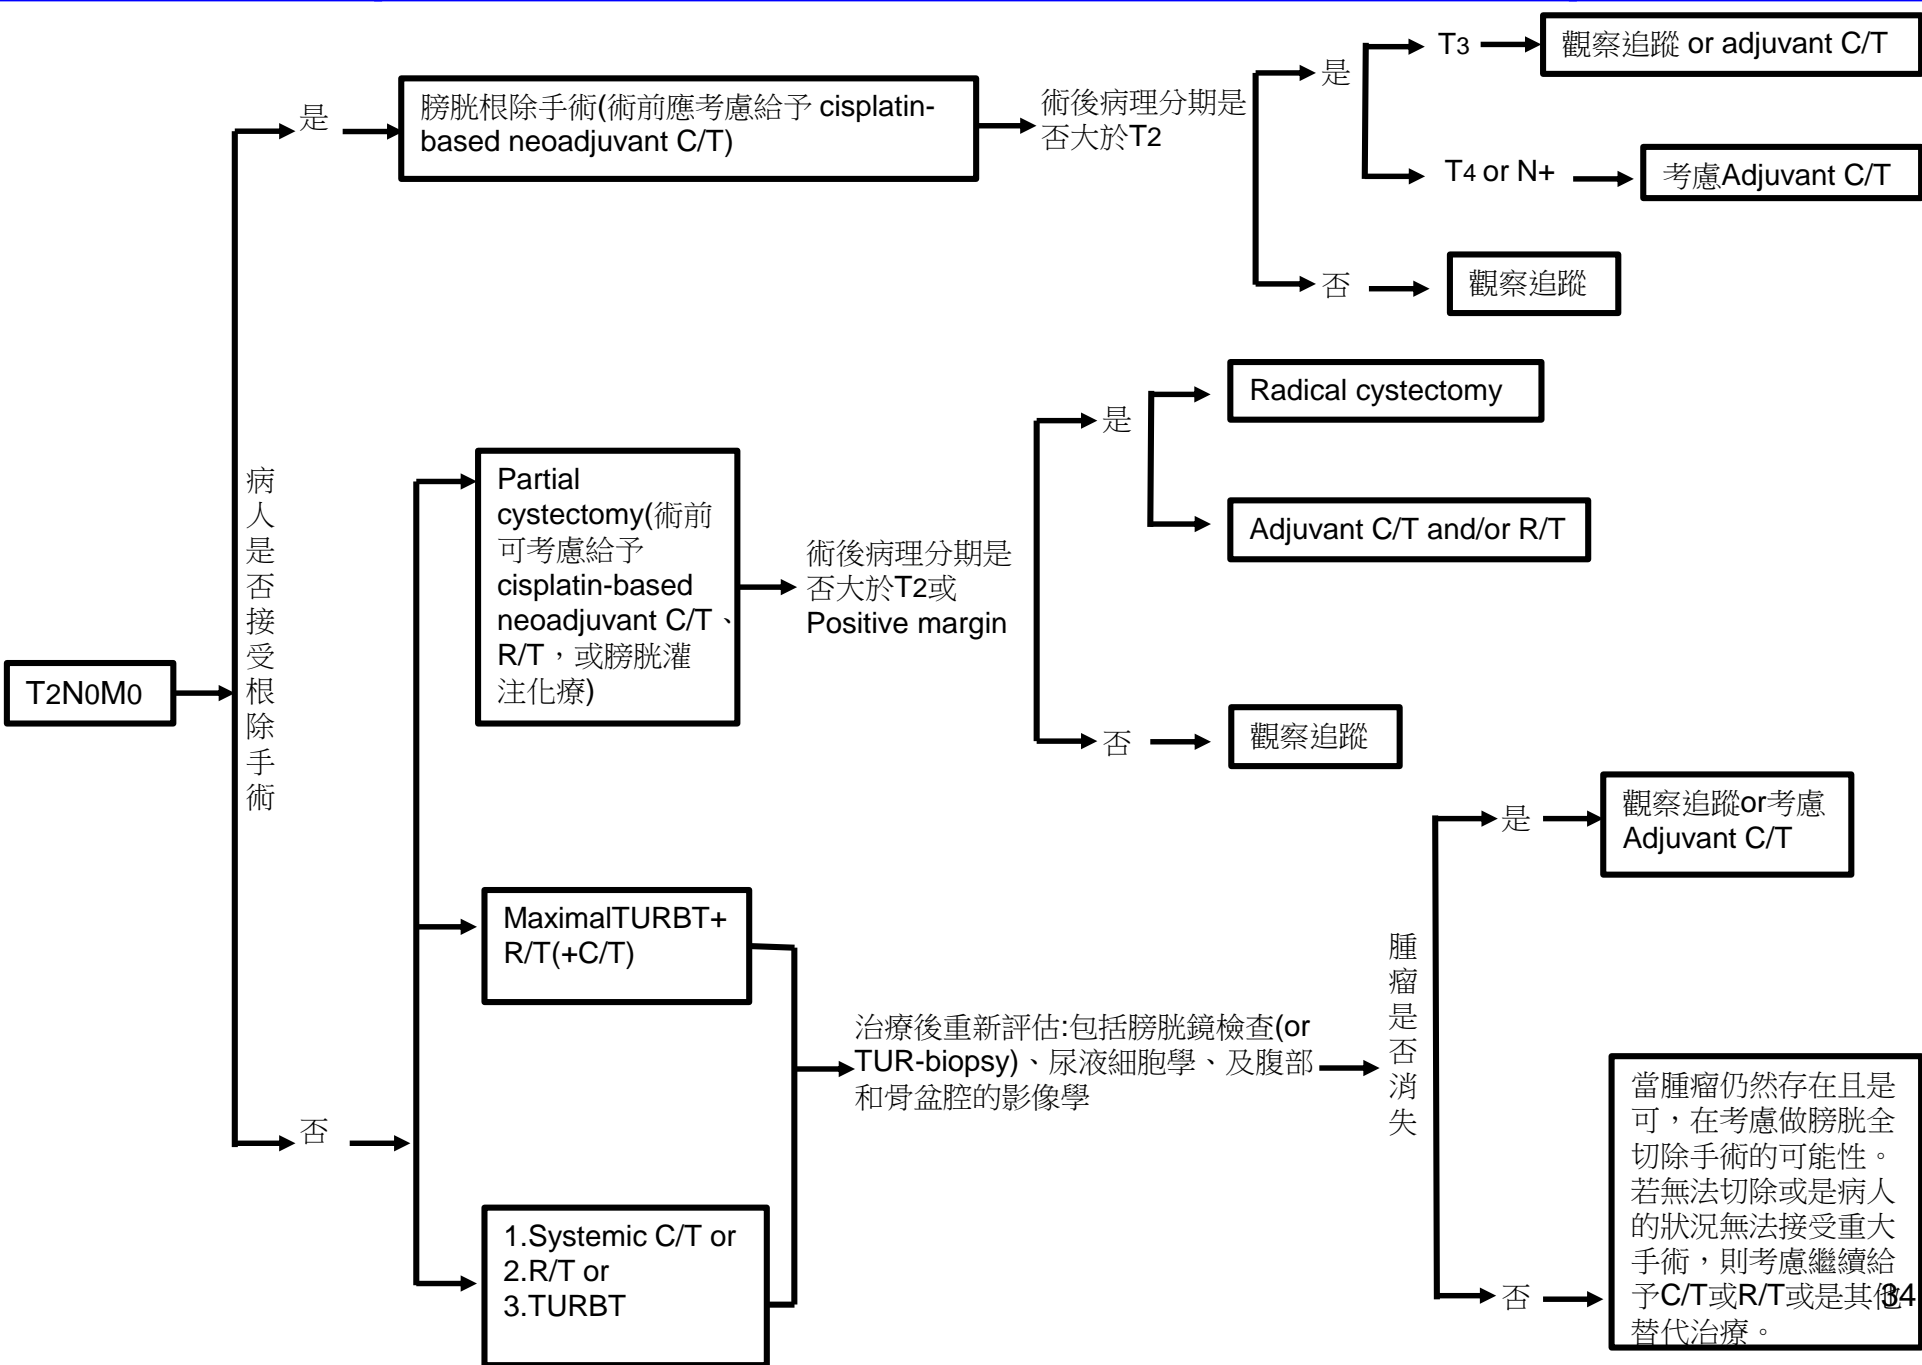 T2N0M0
病
人
是
否
接
受
根
除
手
術
是
膀胱根除手術(術前應考慮給予 cisplatin-
based neoadjuvant C/T)
術後病理分期是
否大於T2
是
T3
觀察追蹤 or adjuvant C/T
T4 or N+
考慮Adjuvant C/T
否
觀察追蹤
否
Partial
cystectomy(術前
可考慮給予
cisplatin-based
neoadjuvant C/T、
R/T，或膀胱灌
注化療)
術後病理分期是
否大於T2或
Positive margin
是
Radical cystectomy
Adjuvant C/T and/or R/T
否
觀察追蹤
MaximalTURBT+
R/T(+C/T)
1.Systemic C/T or
2.R/T or
3.TURBT
治療後重新評估:包括膀胱鏡檢查(or
TUR-biopsy)、尿液細胞學、及腹部
和骨盆腔的影像學
腫
瘤
是
否
消
失
是
觀察追蹤or考慮
Adjuvant C/T
否
當腫瘤仍然存在且是
可，在考慮做膀胱全
切除手術的可能性。
若無法切除或是病人
的狀況無法接受重大
手術，則考慮繼續給
予C/T或R/T或是其他
替代治療。
34